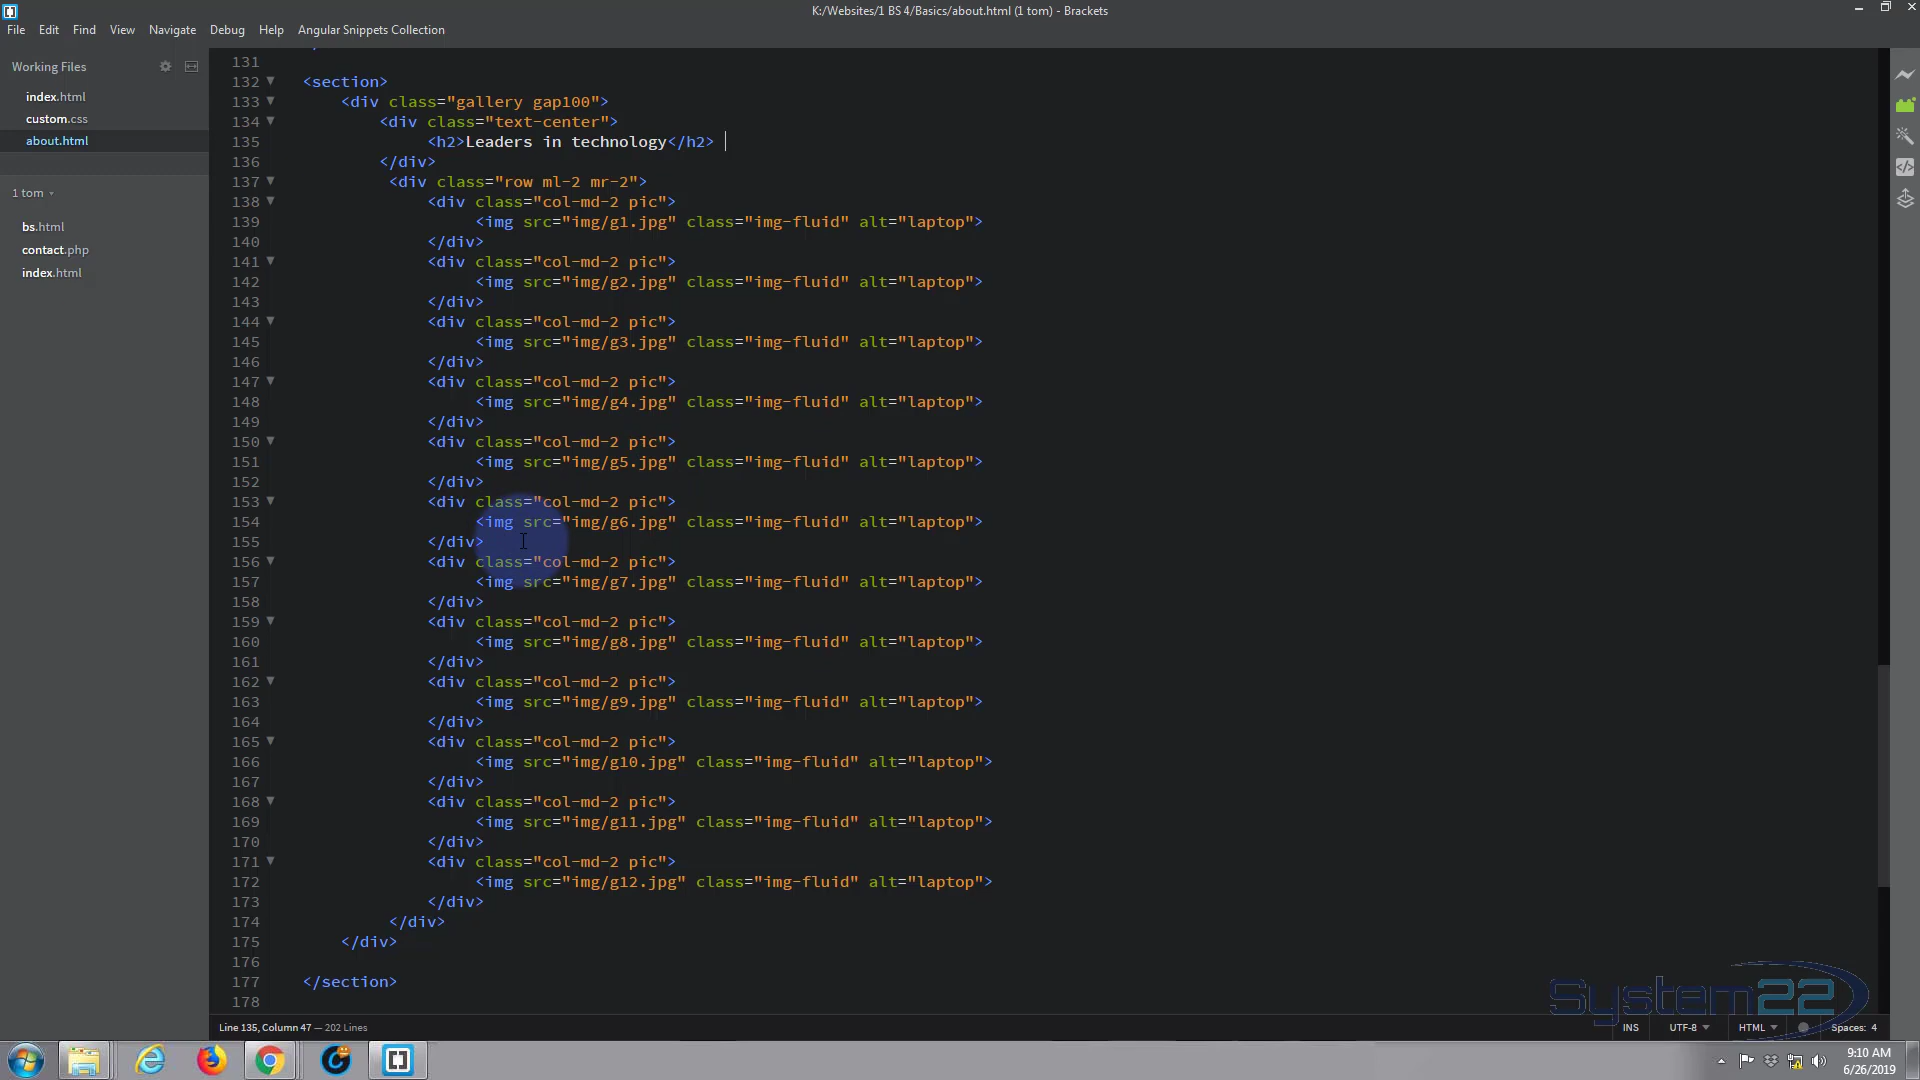 K:/Websites/1 BS 4/Basics/about.html (1 tom) - Brackets
File Edit Find View Navigate Debug Help Angular Snippets Collection
Working Files
index.html
custom.css
about.html
1 tom
bs.html
contact.php
index.html
131
132 <section>
133 <div class="gallery gap100">
134 <div class="text-center">
135 <h2>Leaders in technology</h2>
136 </div>
137 <div class="row ml-2 mr-2">
138 <div class="col-md-2 pic">
139 <img src="img/g1.jpg" class="img-fluid" alt="laptop">
140 </div>
141 <div class="col-md-2 pic">
142 <img src="img/g2.jpg" class="img-fluid" alt="laptop">
143 </div>
144 <div class="col-md-2 pic">
145 <img src="img/g3.jpg" class="img-fluid" alt="laptop">
146 </div>
147 <div class="col-md-2 pic">
148 <img src="img/g4.jpg" class="img-fluid" alt="laptop">
149 </div>
150 <div class="col-md-2 pic">
151 <img src="img/g5.jpg" class="img-fluid" alt="laptop">
152 </div>
153 <div class="col-md-2 pic">
154 <img src="img/g6.jpg" class="img-fluid" alt="laptop">
155 </div>
156 <div class="col-md-2 pic">
157 <img src="img/g7.jpg" class="img-fluid" alt="laptop">
158 </div>
159 <div class="col-md-2 pic">
160 <img src="img/g8.jpg" class="img-fluid" alt="laptop">
161 </div>
162 <div class="col-md-2 pic">
163 <img src="img/g9.jpg" class="img-fluid" alt="laptop">
164 </div>
165 <div class="col-md-2 pic">
166 <img src="img/g10.jpg" class="img-fluid" alt="laptop">
167 </div>
168 <div class="col-md-2 pic">
169 <img src="img/g11.jpg" class="img-fluid" alt="laptop">
170 </div>
171 <div class="col-md-2 pic">
172 <img src="img/g12.jpg" class="img-fluid" alt="laptop">
173 </div>
174 </div>
175 </div>
176
177 </section>
178
System22
Line 135, Column 47 — 202 Lines
INS UTF-8 HTML Spaces: 4
9:10 AM
6/26/2019